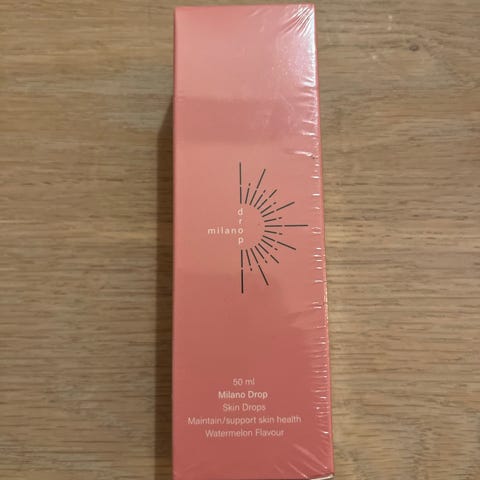 drop
milano
50 ml
Milano Drop
Skin Drops
Maintain/support skin health
Watermelon Flavour